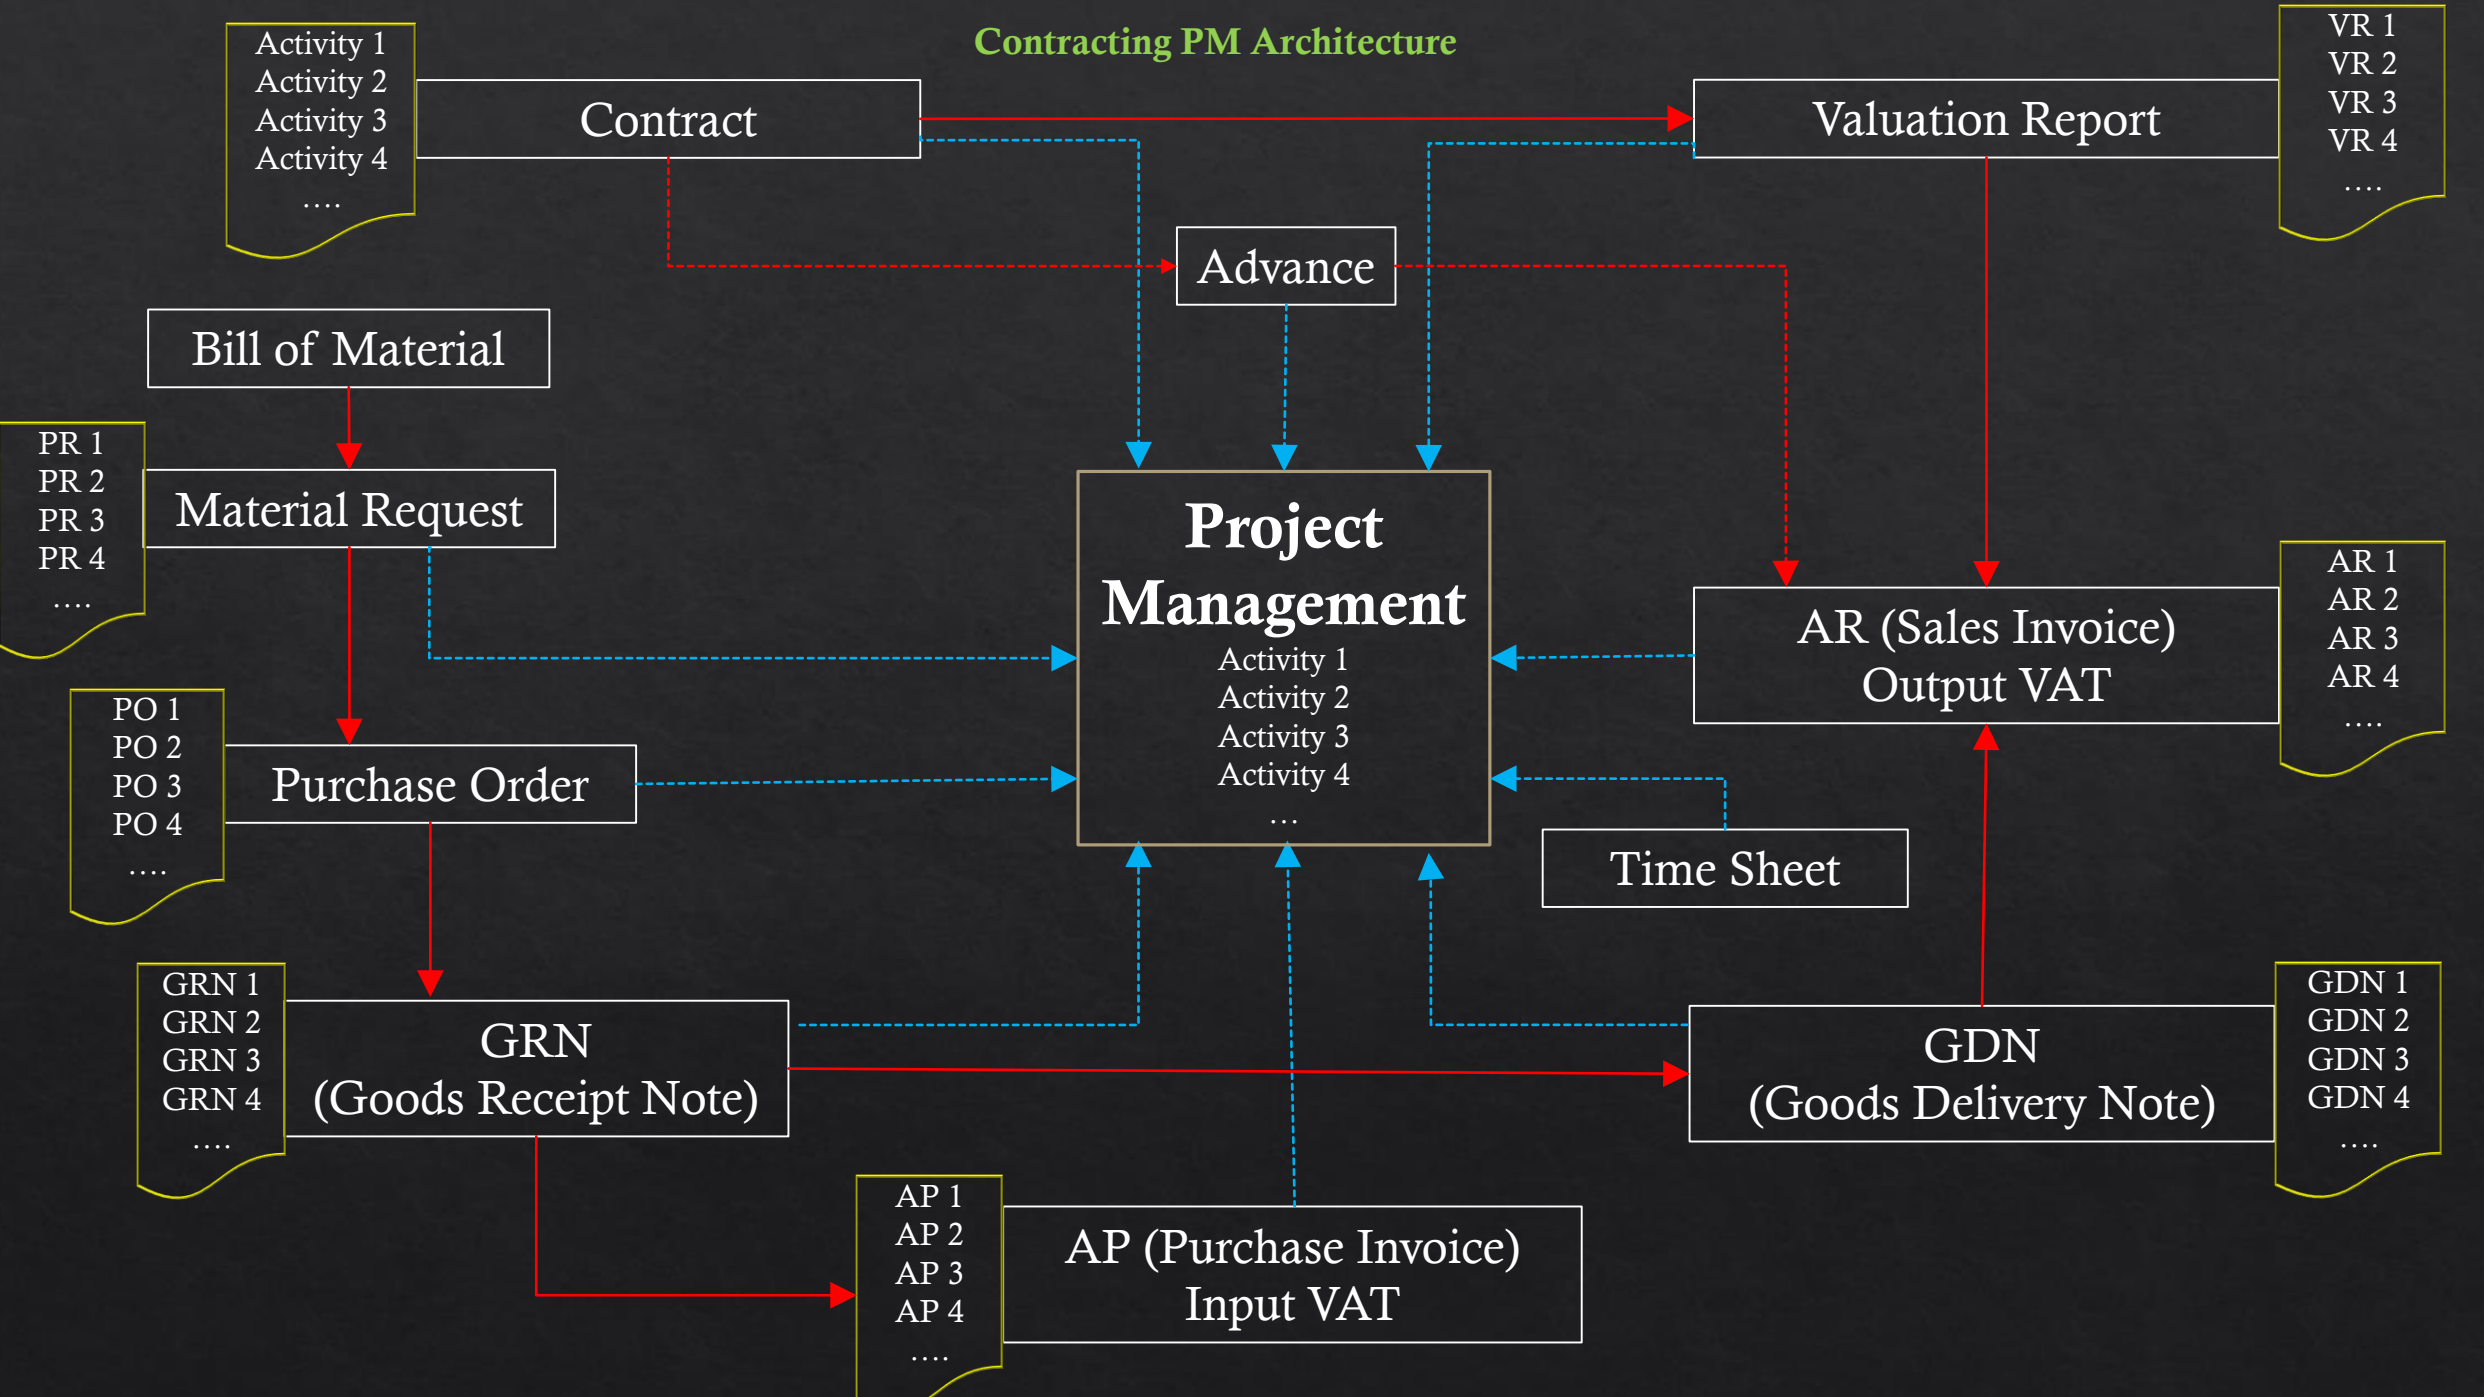 Contracting PM Architecture
Activity 1
Activity 2
Activity 3
Activity 4
....
Contract
Valuation Report
VR 1
VR 2
VR 3
VR 4
....
Advance
Bill of Material
PR 1
PR 2
PR 3
PR 4
....
Material Request
Project
Management
Activity 1
Activity 2
Activity 3
Activity 4
...
AR (Sales Invoice)
Output VAT
AR 1
AR 2
AR 3
AR 4
....
PO 1
PO 2
PO 3
PO 4
....
Purchase Order
Time Sheet
GRN 1
GRN 2
GRN 3
GRN 4
....
GRN
(Goods Receipt Note)
GDN
(Goods Delivery Note)
GDN 1
GDN 2
GDN 3
GDN 4
....
AP 1
AP 2
AP 3
AP 4
....
AP (Purchase Invoice)
Input VAT